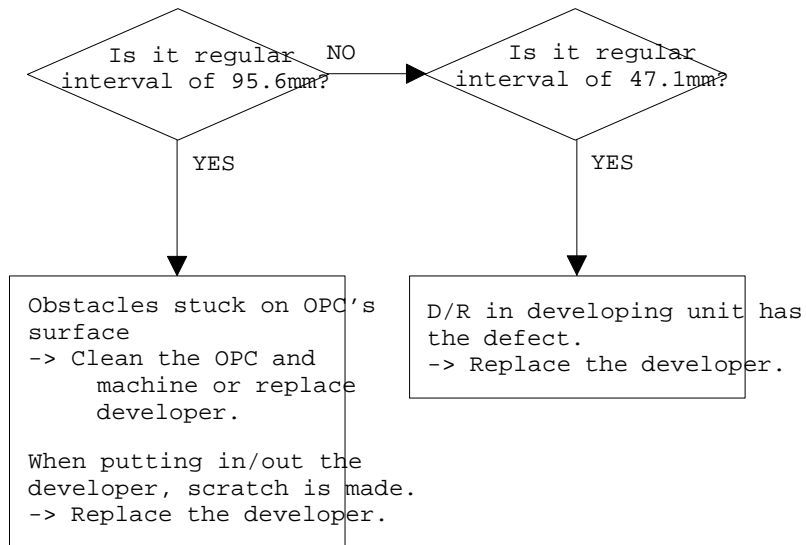 Is it regular
interval of 95.6mm?
NO
Is it regular
interval of 47.1mm?
YES
YES
Obstacles stuck on OPC's
surface
-> Clean the OPC and
machine or replace
developer.
When putting in/out the
developer, scratch is made.
-> Replace the developer.
D/R in developing unit has
the defect.
-> Replace the developer.